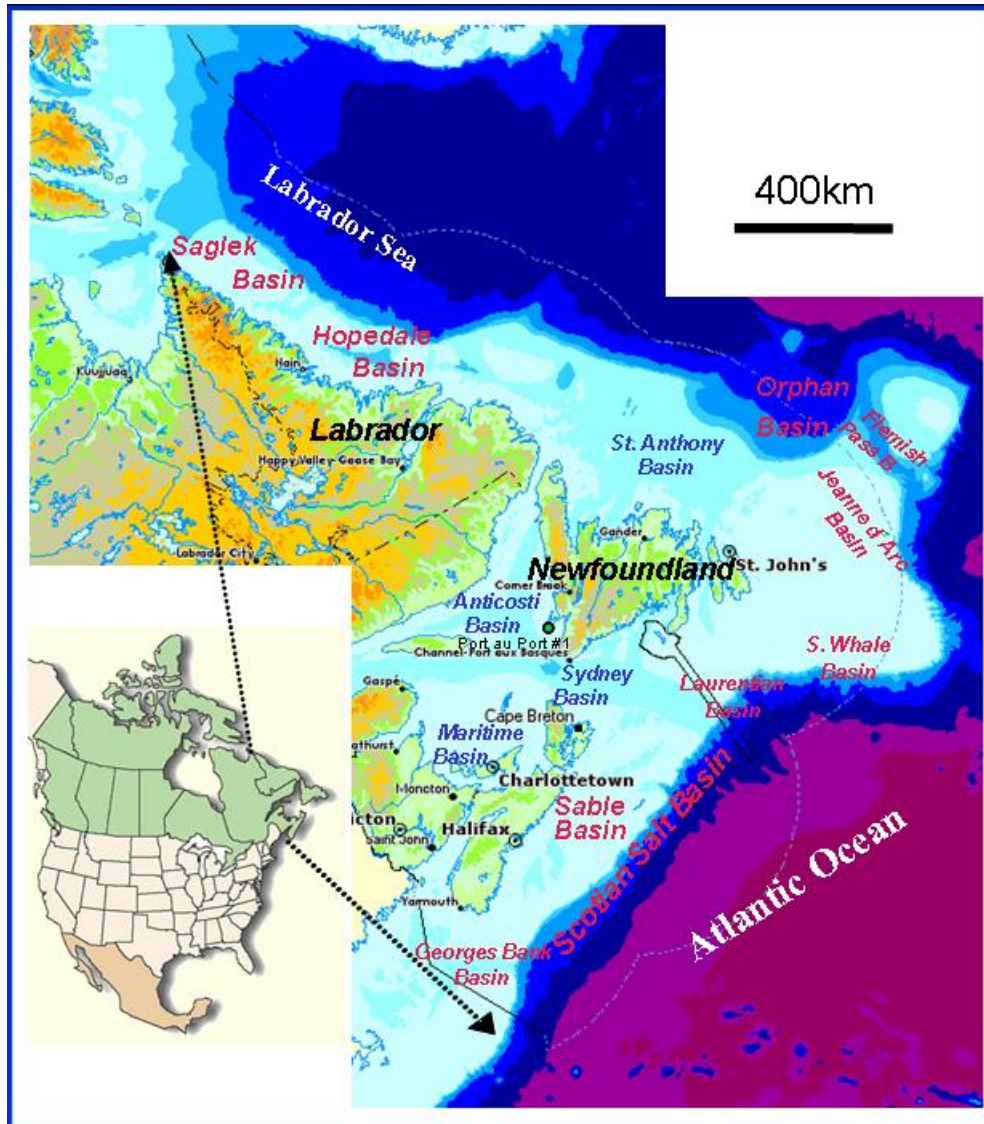 400km
Labrador Sea
Saglek
Basin
Hopedale
Basin
Kuujjuaq
Nain
Orphan
Basin
Flemish
Pass B.
Labrador
St. Anthony
Basin
Happy Valley-Goose Bay
Jeanne d'Arc
Basin
Labrador City
Gander
Newfoundland
St. John's
Corner Brook
Anticosti
Basin
Port au Port #1
Channel-Port aux Basques
S. Whale
Basin
Sydney
Basin
Laurentian
Basin
Gaspé
Cape Breton
Maritime
Basin
athurst
Charlottetown
Moncton
Sable
Basin
icton
Halifax
Saint John
Scotian Salt Basin
Atlantic Ocean
Yarmouth
Georges Bank
Basin